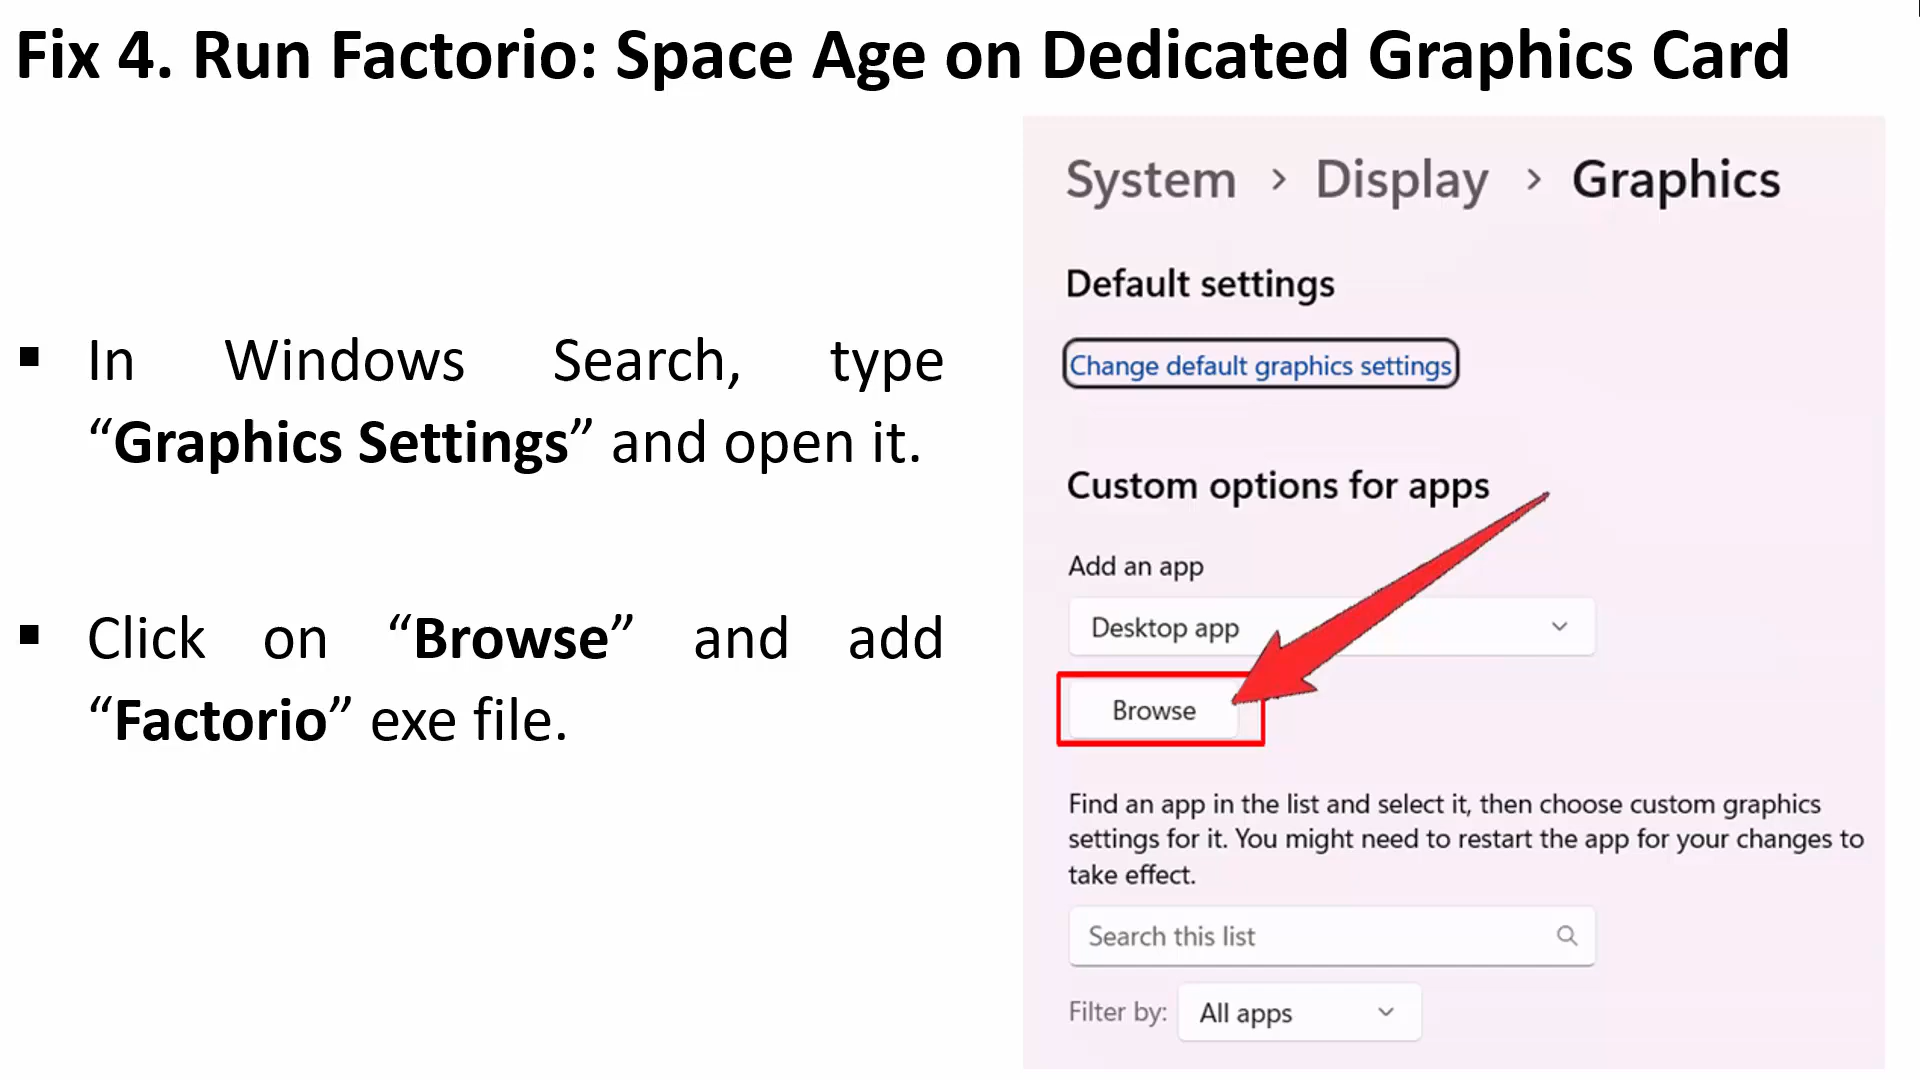 Fix 4. Run Factorio: Space Age on Dedicated Graphics Card
▪ In Windows Search, type
“Graphics Settings” and open it.
▪ Click on “Browse” and add
“Factorio” exe file.
System > Display > Graphics
Default settings
Change default graphics settings
Custom options for apps
Add an app
Desktop app
Browse
Find an app in the list and select it, then choose custom graphics
settings for it. You might need to restart the app for your changes to
take effect.
Search this list
Filter by: All apps